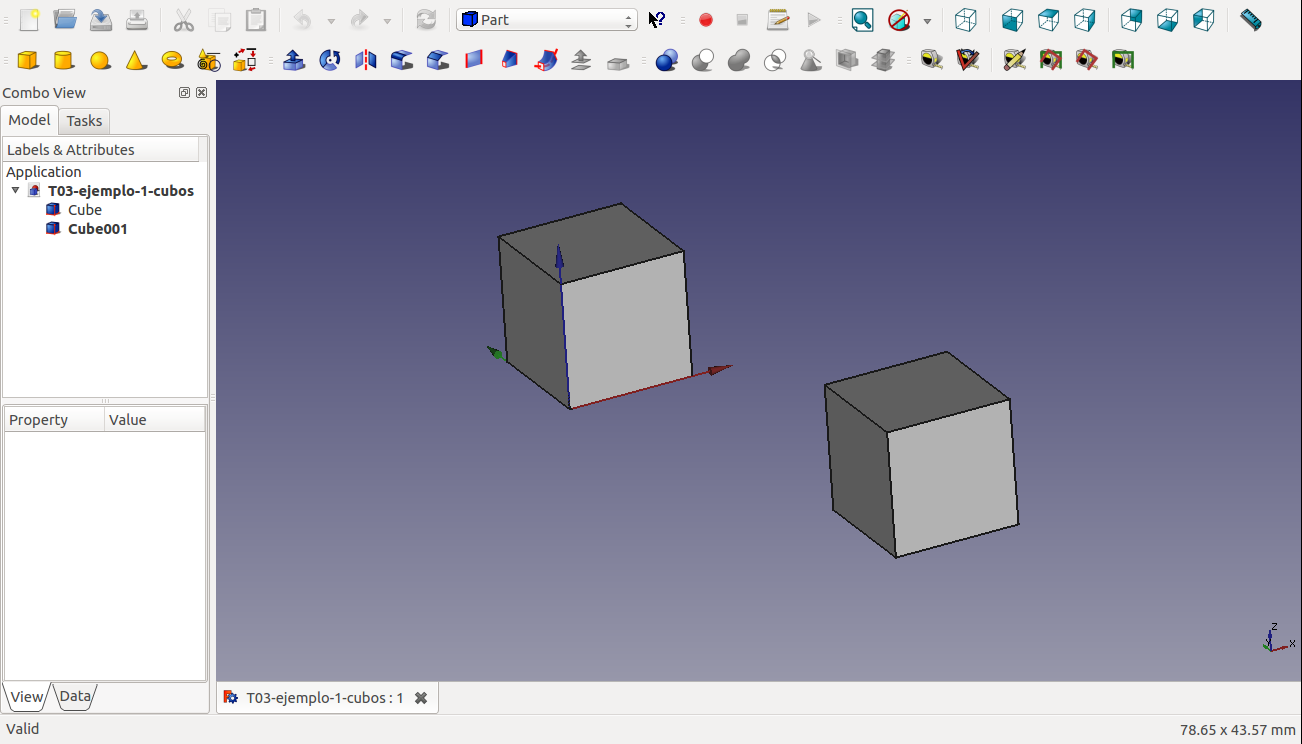 Part
Combo View
Model Tasks
Labels & Attributes
Application
T03-ejemplo-1-cubos
Cube
Cube001
Property Value
View Data
T03-ejemplo-1-cubos : 1
Z
Y
X
Valid
78.65 x 43.57 mm